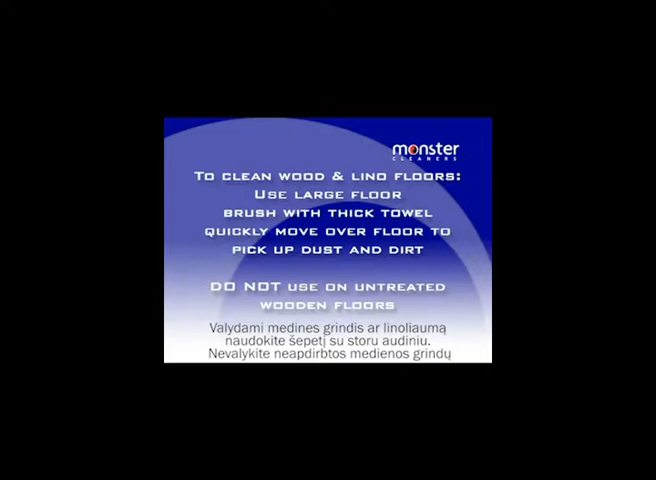 monster
CLEANERS
TO CLEAN WOOD & LINO FLOORS:
USE LARGE FLOOR
BRUSH WITH THICK TOWEL
QUICKLY MOVE OVER FLOOR TO
PICK UP DUST AND DIRT
DO NOT USE ON UNTREATED
WOODEN FLOORS
Valydami medines grindis ar linoliaumą
naudokite šepetį su storu audiniu.
Nevalykite neapdirbtos medienos grindų